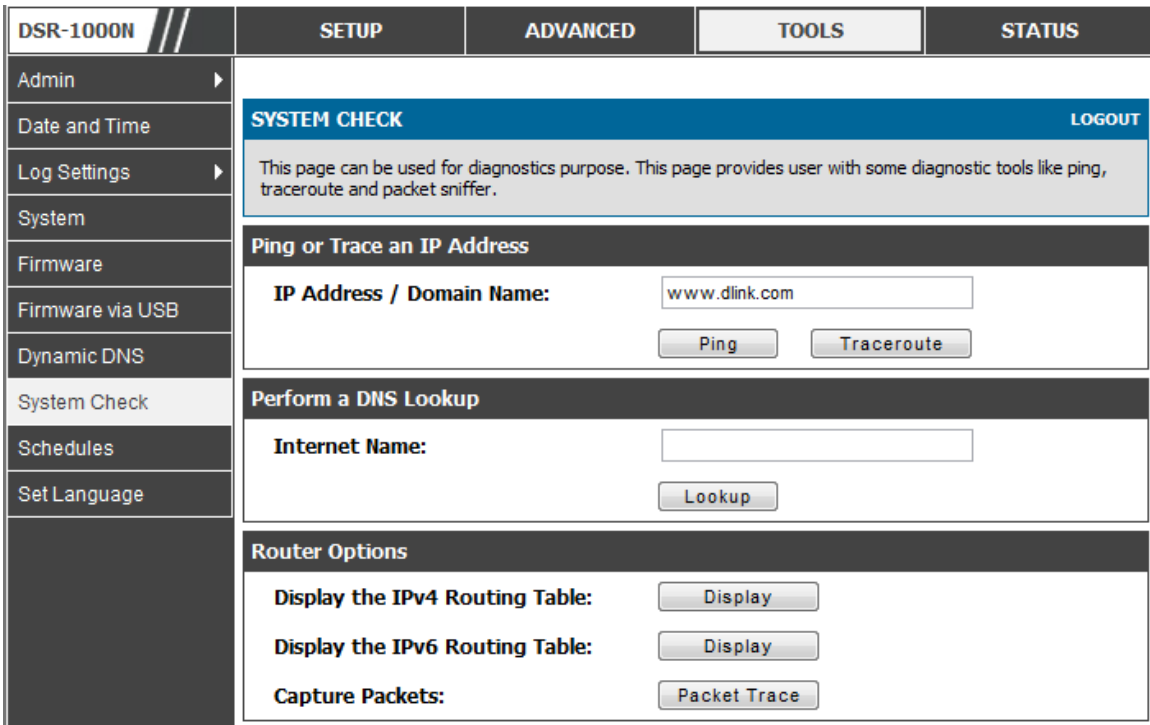 DSR-1000N
SETUP
ADVANCED
TOOLS
STATUS
Admin
Date and Time
Log Settings
System
Firmware
Firmware via USB
Dynamic DNS
System Check
Schedules
Set Language
SYSTEM CHECK
LOGOUT
This page can be used for diagnostics purpose. This page provides user with some diagnostic tools like ping,
traceroute and packet sniffer.
Ping or Trace an IP Address
IP Address / Domain Name:
www.dlink.com
Ping
Traceroute
Perform a DNS Lookup
Internet Name:
Lookup
Router Options
Display the IPv4 Routing Table:
Display
Display the IPv6 Routing Table:
Display
Capture Packets:
Packet Trace